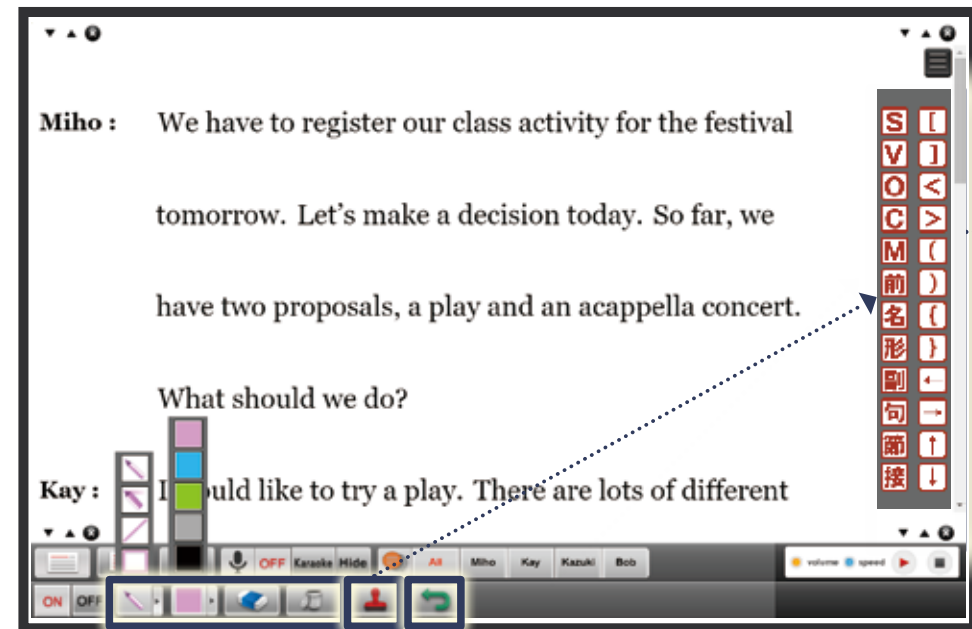 Miho : We have to register our class activity for the festival
tomorrow. Let's make a decision today. So far, we
have two proposals, a play and an acappella concert.
What should we do?
Kay : I uld like to try a play. There are lots of different
S [
V ]
O <
C >
M (
前 )
名 {
形 }
副 ←
句 →
節 ↑
接 ↓
OFF Karaoke Hide All Miho Kay Kazuki Bob volume speed
ON OFF